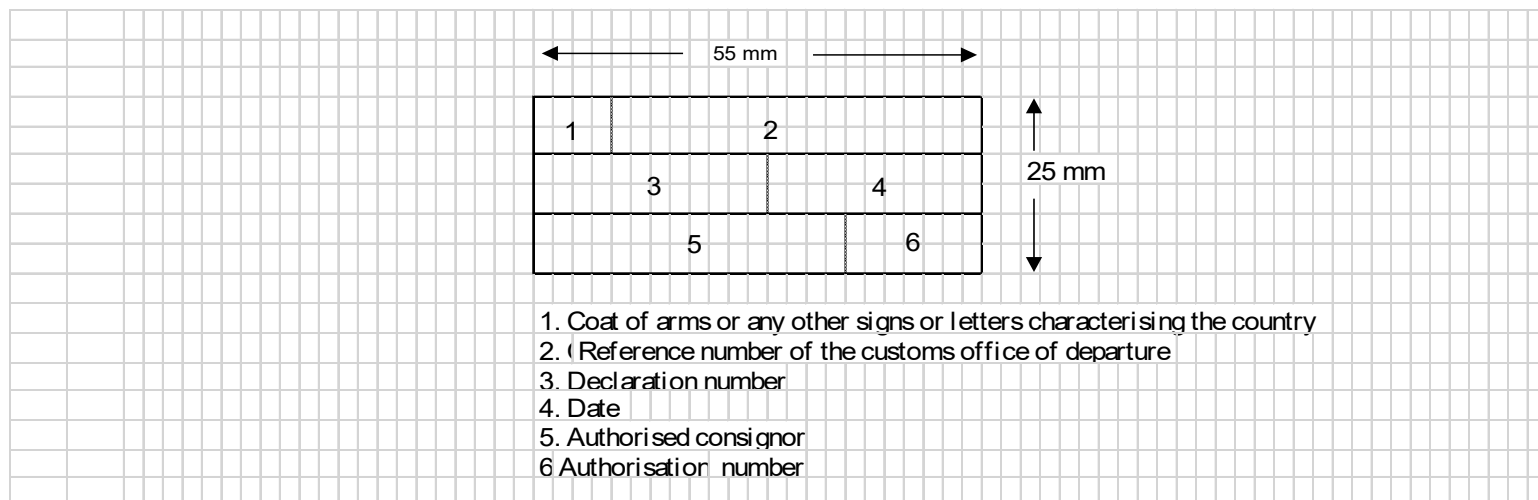 55 mm
1 2
25 mm
3 4
5 6
1. Coat of arms or any other signs or letters characterising the country
2. (Reference number of the customs office of departure
3. Declaration number
4. Date
5. Authorised consignor
6 Authorisation number